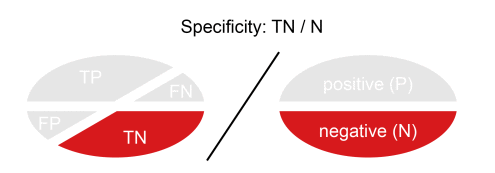 Specificity: TN / N
TP
FN
FP
TN
positive (P)
negative (N)